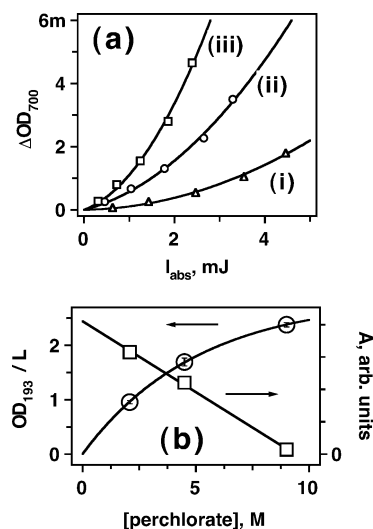 (a)
(iii)
(ii)
(i)
6m
4
2
0
ΔOD700
0
2
4
Iabs, mJ
(b)
2
1
0
OD193 / L
A, arb. units
0
0
5
10
[perchlorate], M